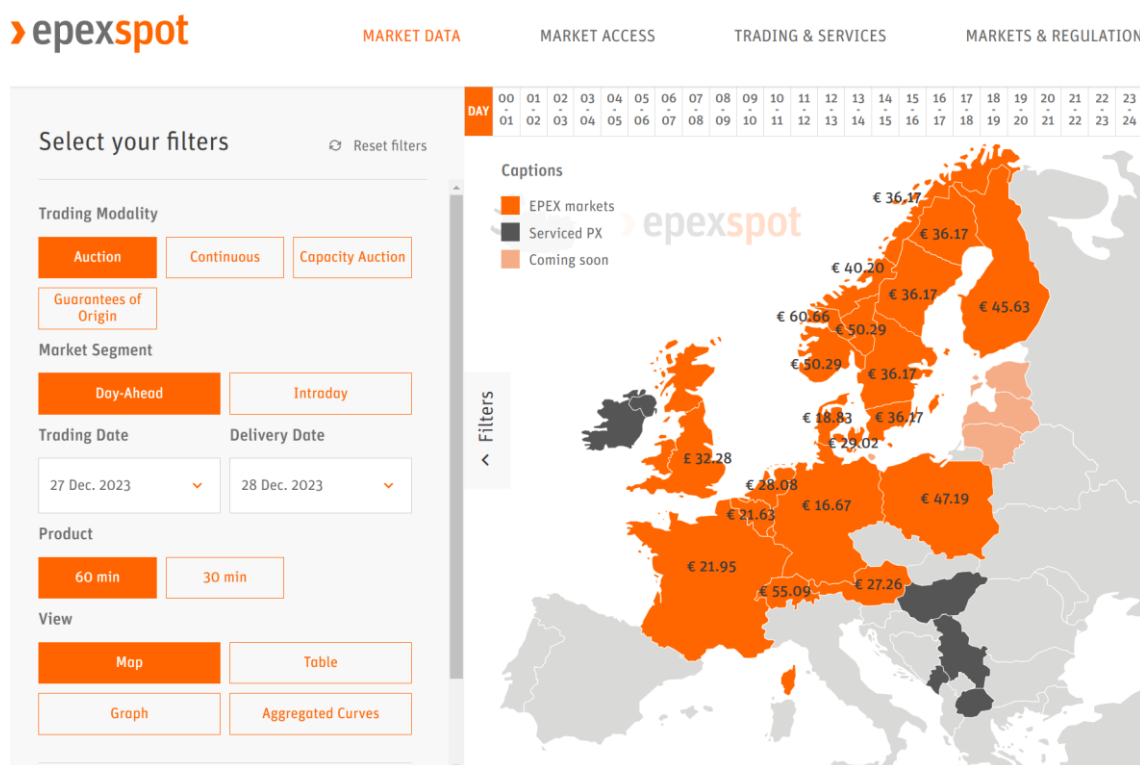 epexspot
MARKET DATA
MARKET ACCESS
TRADING & SERVICES
MARKETS & REGULATION
Select your filters
Reset filters
Trading Modality
Auction
Continuous
Capacity Auction
Guarantees of
Origin
Market Segment
Day-Ahead
Intraday
Trading Date
Delivery Date
27 Dec. 2023
28 Dec. 2023
Product
60 min
30 min
View
Map
Table
Graph
Aggregated Curves
Filters
DAY
00 - 01
01 - 02
02 - 03
03 - 04
04 - 05
05 - 06
06 - 07
07 - 08
08 - 09
09 - 10
10 - 11
11 - 12
12 - 13
13 - 14
14 - 15
15 - 16
16 - 17
17 - 18
18 - 19
19 - 20
20 - 21
21 - 22
22 - 23
23 - 24
Captions
EPEX markets
Serviced PX
Coming soon
epexspot
€ 36.17
€ 36.17
€ 40.20
€ 36.17
€ 45.63
€ 60.66
€ 50.29
€ 50.29
€ 36.17
€ 18.83
€ 36.17
€ 29.02
£ 32.28
€ 28.08
€ 16.67
€ 47.19
€ 21.63
€ 21.95
€ 55.09
€ 27.26